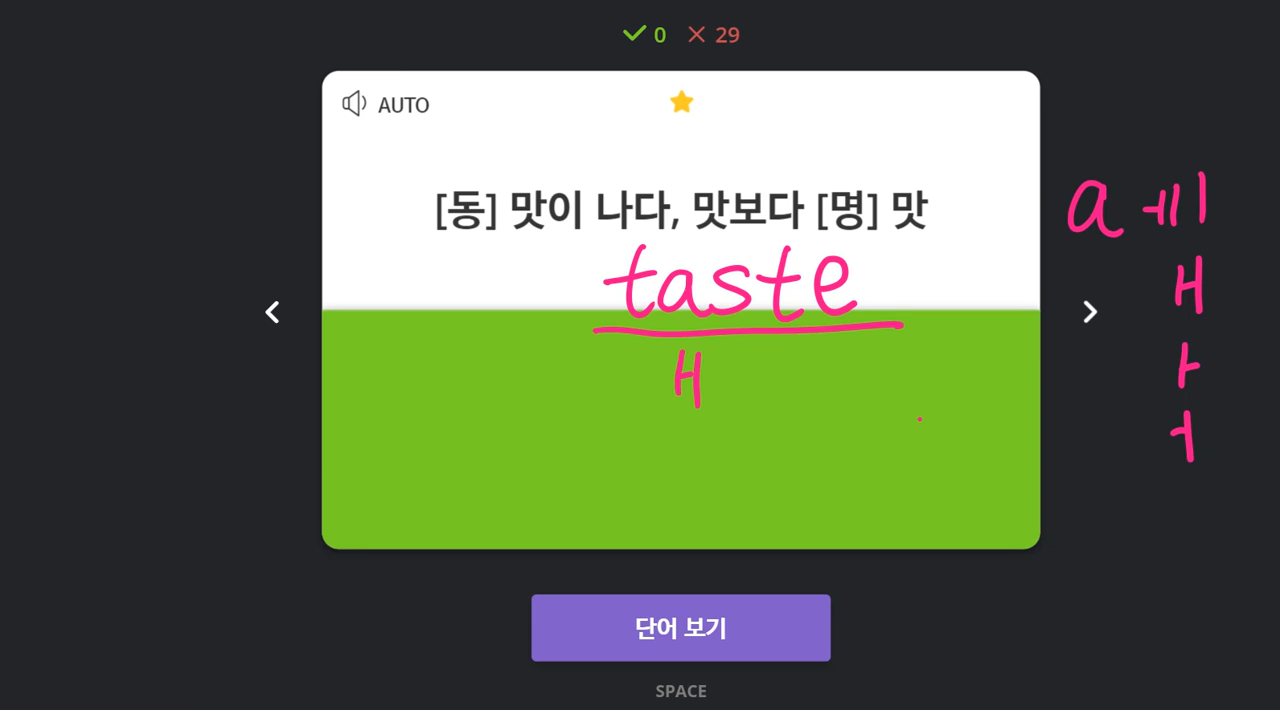 0 29
AUTO
[동] 맛이 나다, 맛보다 [명] 맛
taste
ㅐ
a ㅔㅣ
ㅐ
ㅏ
ㅓ
단어 보기
SPACE